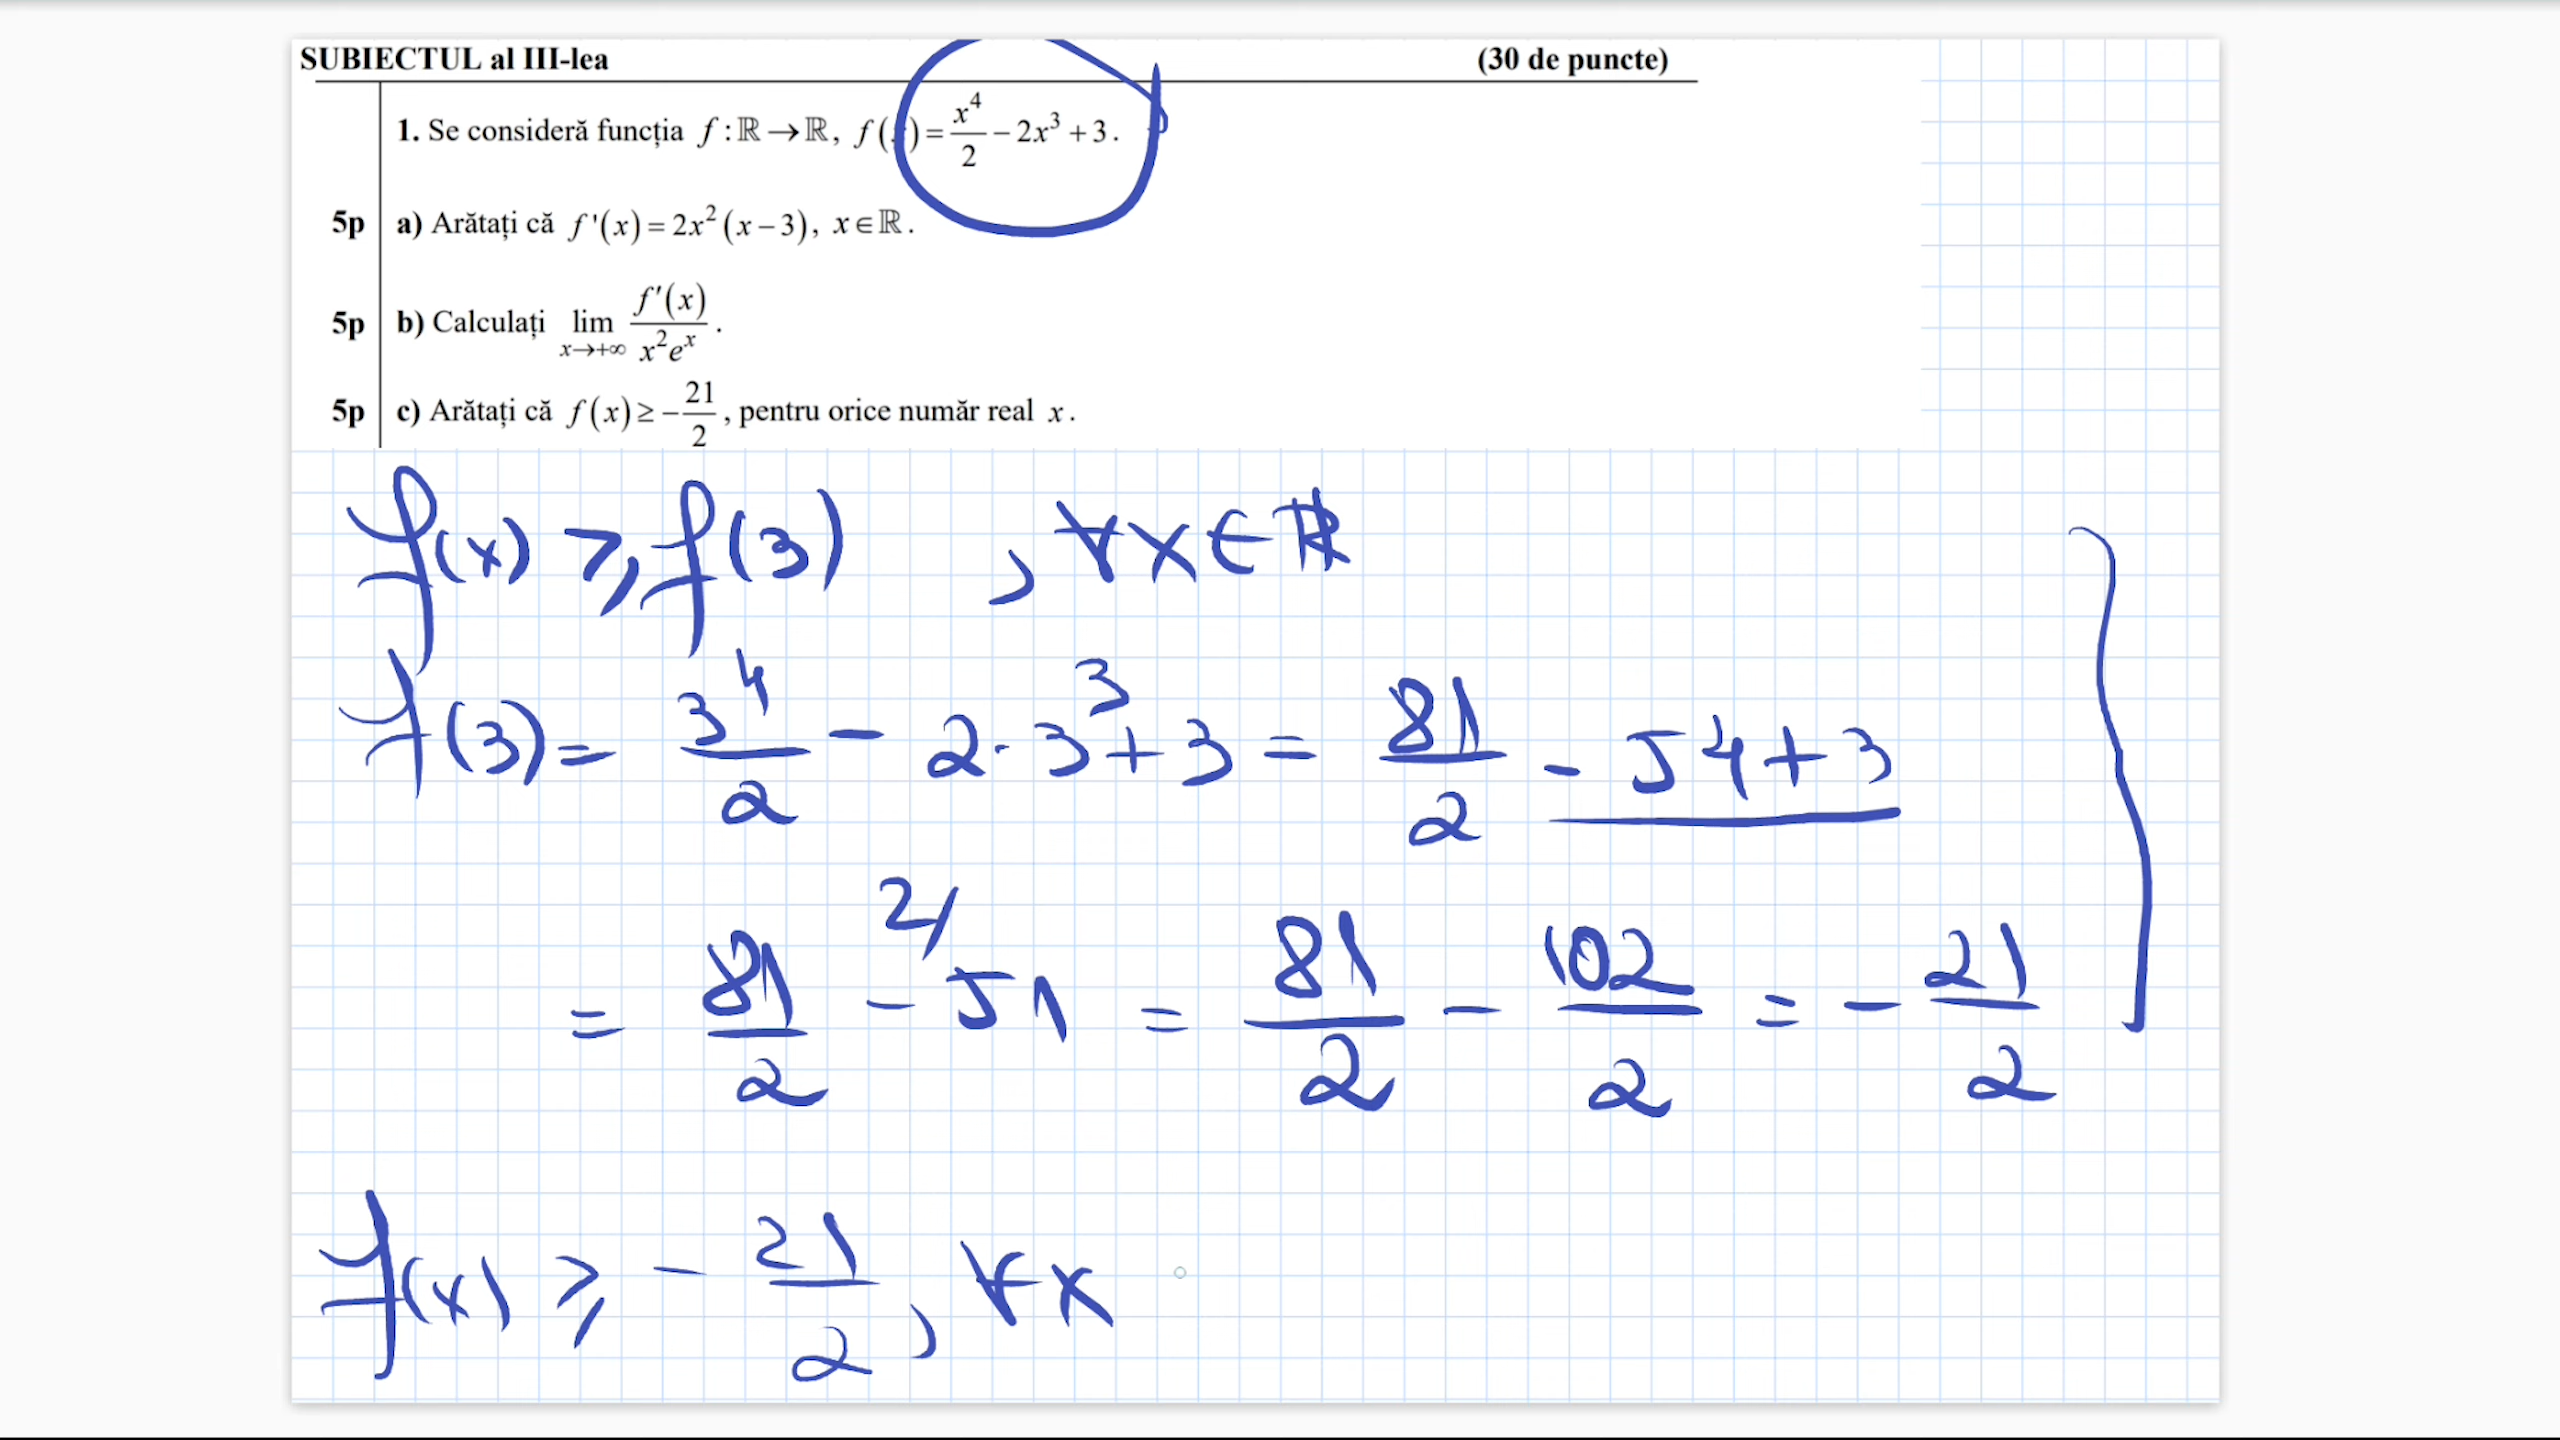 SUBIECTUL al III-lea (30 de puncte)
1. Se consideră funcția f : ℝ → ℝ, f(x) = x⁴/2 − 2x³ + 3.
5p a) Arătați că f'(x) = 2x²(x − 3), x ∈ ℝ.
5p b) Calculați lim x→+∞ f'(x)/(x²eˣ).
5p c) Arătați că f(x) ≥ −21/2, pentru orice număr real x.
f(x) ≥ f(3), ∀x ∈ ℝ
f(3) = 3⁴/2 − 2·3³ + 3 = 81/2 − 54 + 3
= 81/2 − ²⁾51 = 81/2 − 102/2 = −21/2
f(x) ≥ −21/2, ∀x